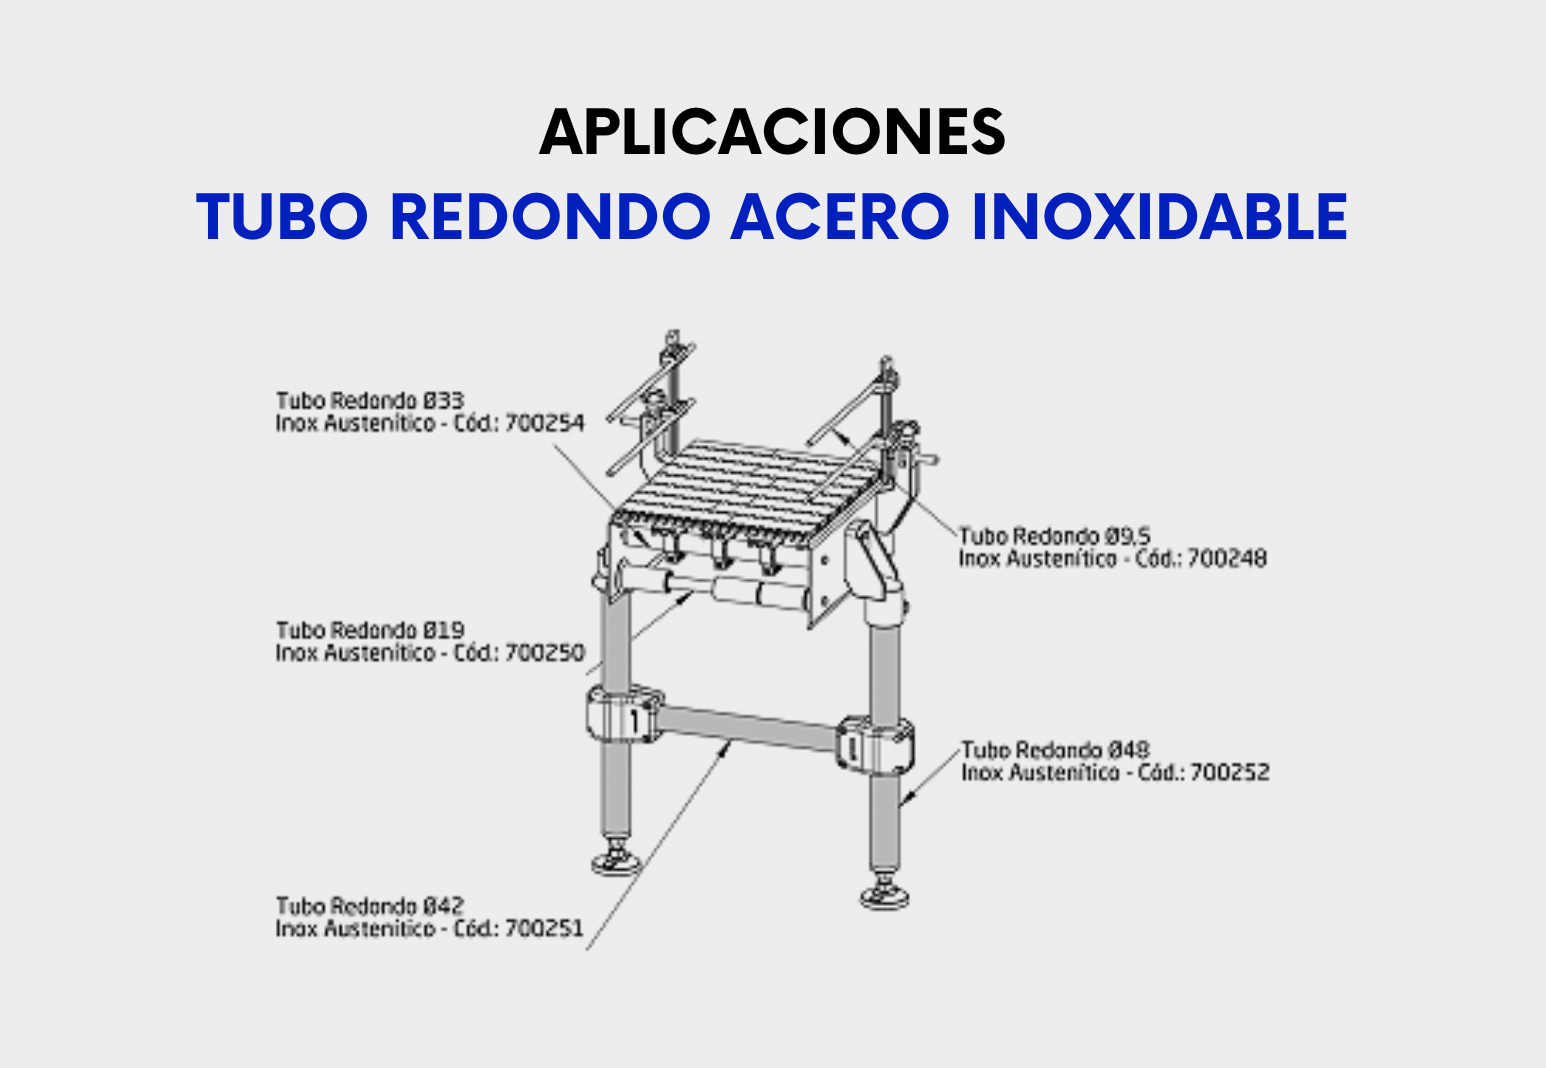 APLICACIONES
TUBO REDONDO ACERO INOXIDABLE
Tubo Redondo Ø33
Inox Austenítico - Cód.: 700254
Tubo Redondo Ø9,5
Inox Austenítico - Cód.: 700248
Tubo Redondo Ø19
Inox Austenítico - Cód.: 700250
Tubo Redondo Ø48
Inox Austenítico - Cód.: 700252
Tubo Redondo Ø42
Inox Austenitico - Cód.: 700251